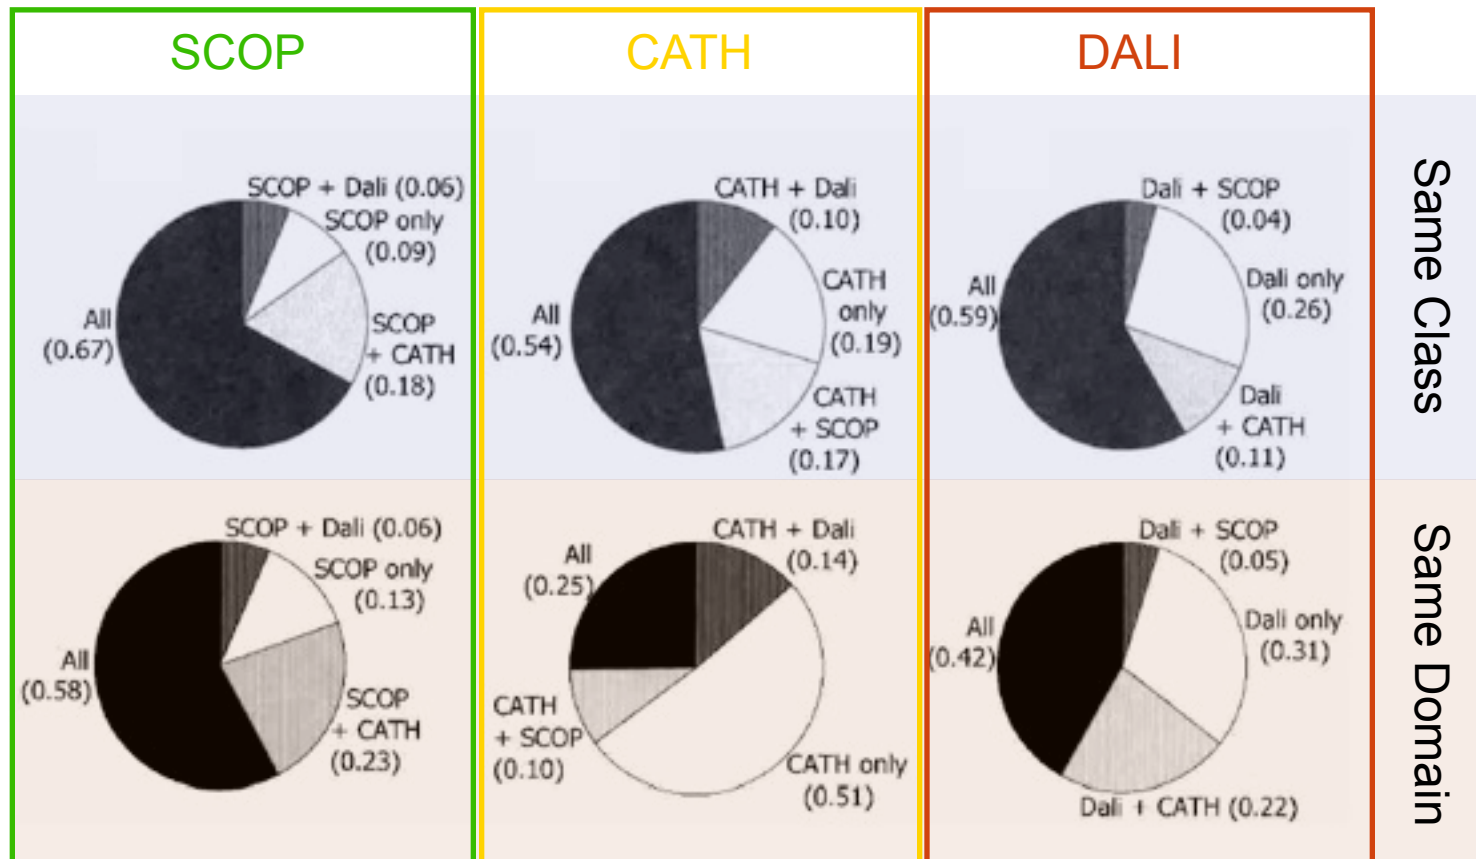 SCOP
CATH
DALI
SCOP + Dali (0.06)
SCOP only
(0.09)
SCOP
+ CATH
(0.18)
All
(0.67)
CATH + Dali
(0.10)
CATH
only
(0.19)
CATH
+ SCOP
(0.17)
All
(0.54)
Dali + SCOP
(0.04)
Dali only
(0.26)
Dali
+ CATH
(0.11)
All
(0.59)
Same Class
SCOP + Dali (0.06)
SCOP only
(0.13)
SCOP
+ CATH
(0.23)
All
(0.58)
CATH + Dali
(0.14)
CATH only
(0.51)
CATH
+ SCOP
(0.10)
All
(0.25)
Dali + SCOP
(0.05)
Dali only
(0.31)
Dali + CATH (0.22)
All
(0.42)
Same Domain